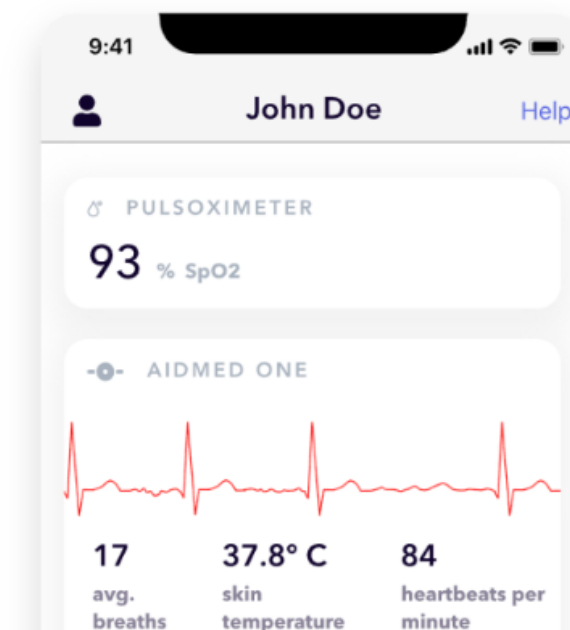 9:41
John Doe
Help
PULSOXIMETER
93 % SpO2
AIDMED ONE
17 37.8° C 84
avg. skin heartbeats per
breaths temperature minute